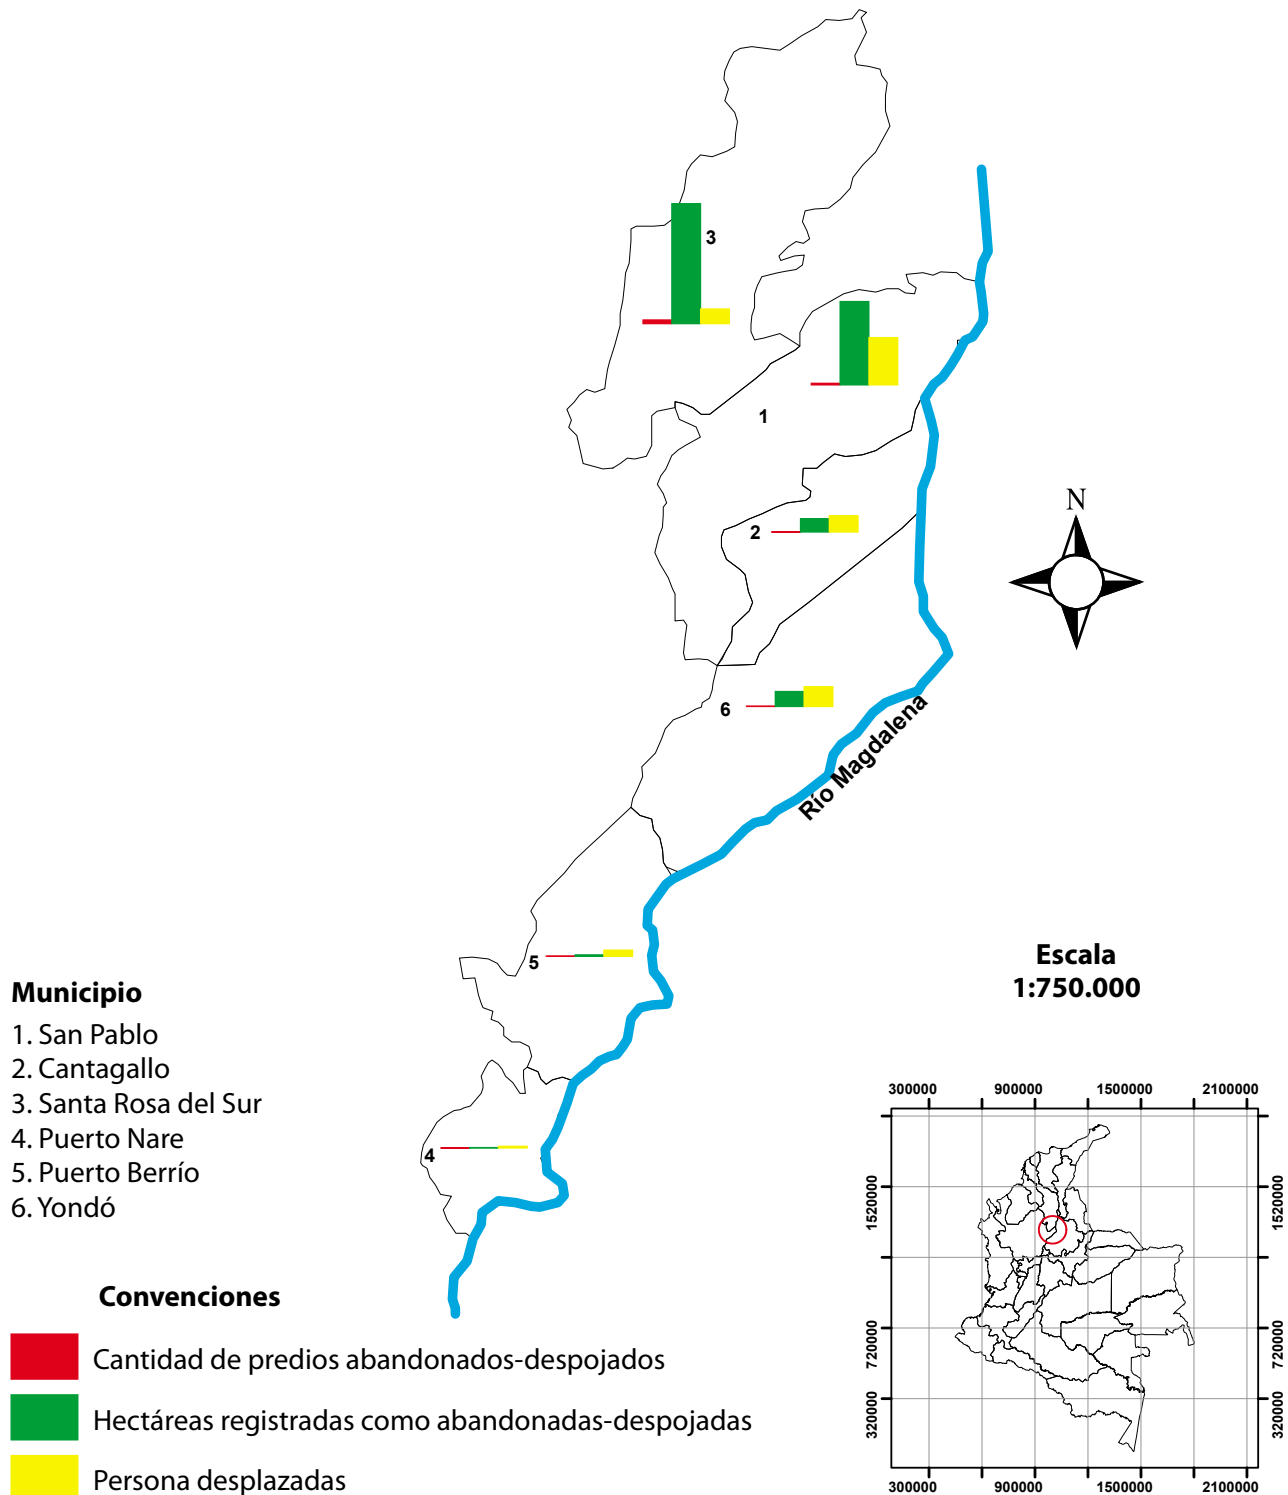 3
1
2
N
6
Río Magdalena
5
4
Escala
1:750.000
Municipio
1. San Pablo
2. Cantagallo
3. Santa Rosa del Sur
4. Puerto Nare
5. Puerto Berrío
6. Yondó
Convenciones
Cantidad de predios abandonados-despojados
Hectáreas registradas como abandonadas-despojadas
Persona desplazadas
300000 900000 1500000 2100000
1520000 1520000
720000 720000
320000 320000
300000 900000 1500000 2100000